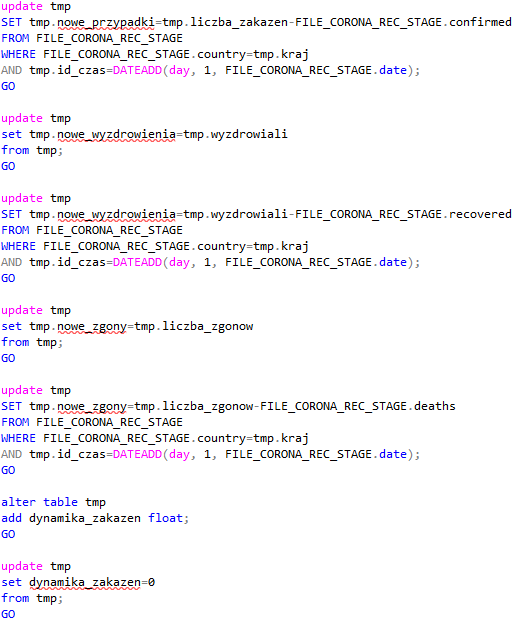 update tmp
SET tmp.nowe_przypadki=tmp.liczba_zakazen-FILE_CORONA_REC_STAGE.confirmed
FROM FILE_CORONA_REC_STAGE
WHERE FILE_CORONA_REC_STAGE.country=tmp.kraj
AND tmp.id_czas=DATEADD(day, 1, FILE_CORONA_REC_STAGE.date);
GO
update tmp
set tmp.nowe_wyzdrowienia=tmp.wyzdrowiali
from tmp;
GO
update tmp
SET tmp.nowe_wyzdrowienia=tmp.wyzdrowiali-FILE_CORONA_REC_STAGE.recovered
FROM FILE_CORONA_REC_STAGE
WHERE FILE_CORONA_REC_STAGE.country=tmp.kraj
AND tmp.id_czas=DATEADD(day, 1, FILE_CORONA_REC_STAGE.date);
GO
update tmp
set tmp.nowe_zgony=tmp.liczba_zgonow
from tmp;
GO
update tmp
SET tmp.nowe_zgony=tmp.liczba_zgonow-FILE_CORONA_REC_STAGE.deaths
FROM FILE_CORONA_REC_STAGE
WHERE FILE_CORONA_REC_STAGE.country=tmp.kraj
AND tmp.id_czas=DATEADD(day, 1, FILE_CORONA_REC_STAGE.date);
GO
alter table tmp
add dynamika_zakazen float;
GO
update tmp
set dynamika_zakazen=0
from tmp;
GO